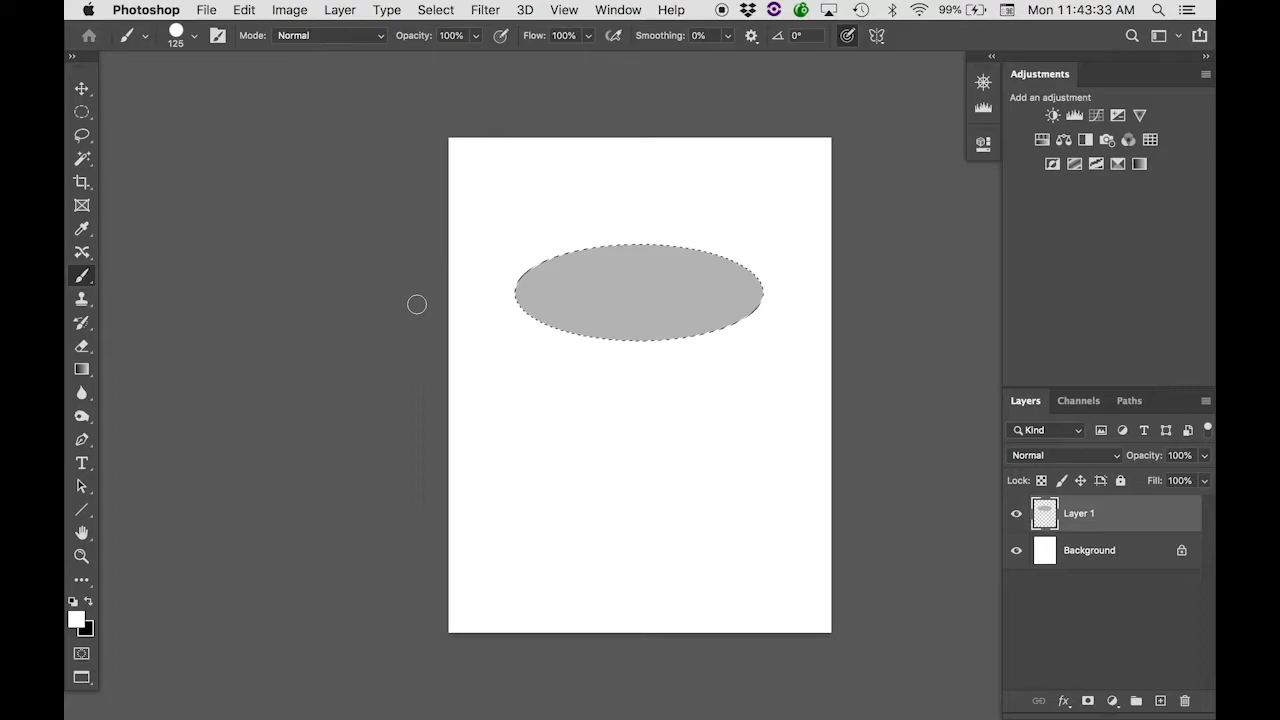 Photoshop File Edit Image Layer Type Select Filter 3D View Window Help 99% Mon 11:43:33 AM
125 Mode: Normal Opacity: 100% Flow: 100% Smoothing: 0% 0°
Adjustments
Add an adjustment
Layers Channels Paths
Kind
Normal Opacity: 100%
Lock: Fill: 100%
Layer 1
Background